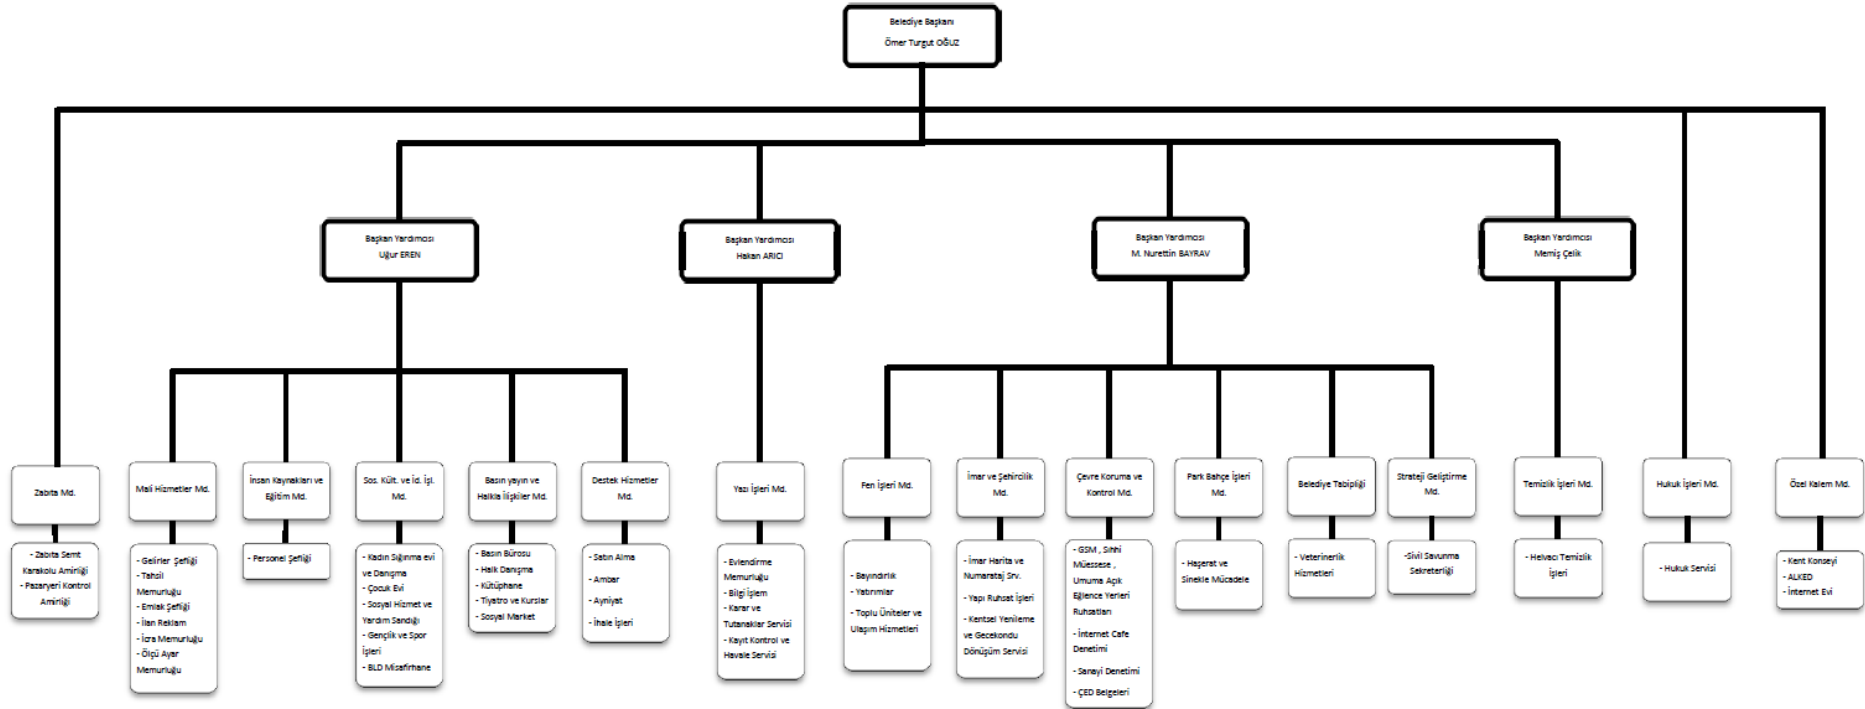 Belediye Başkanı
Ömer Turgut OĞUZ
Başkan Yardımcısı
Uğur EREN
Başkan Yardımcısı
Hakan ARICI
Başkan Yardımcısı
M. Nurettin BAYRAV
Başkan Yardımcısı
Memiş Çelik
Zabıta Md.
Mali Hizmetler Md.
İnsan Kaynakları ve
Eğitim Md.
Sos. Kült. ve İd. İşl.
Md.
Basın yayın ve
Halkla İlişkiler Md.
Destek Hizmetler
Md.
Yazı İşleri Md.
Fen İşleri Md.
İmar ve Şehircilik
Md.
Çevre Koruma ve
Kontrol Md.
Park Bahçe İşleri
Md.
Belediye Tabipliği
Strateji Geliştirme
Md.
Temizlik İşleri Md.
Hukuk İşleri Md.
Özel Kalem Md.
- Zabıta Semt
Karakolu Amirliği
- Pazaryeri Kontrol
Amirliği
- Gelirler Şefliği
- Tahsil
Memurluğu
- Emlak Şefliği
- İlan Reklam
- İcra Memurluğu
- Ölçü Ayar
Memurluğu
- Personel Şefliği
- Kadın Sığınma evi
ve Danışma
- Çocuk Evi
- Sosyal Hizmet ve
Yardım Sandığı
- Gençlik ve Spor
İşleri
- BLD Misafirhane
- Basın Bürosu
- Halk Danışma
- Kütüphane
- Tiyatro ve Kurslar
- Sosyal Market
- Satın Alma
- Ambar
- Ayniyat
- İhale İşleri
- Evlendirme
Memurluğu
- Bilgi İşlem
- Karar ve
Tutanaklar Servisi
- Kayıt Kontrol ve
Havale Servisi
- Bayındırlık
- Yatırımlar
- Toplu Üniteler ve
Ulaşım Hizmetleri
- İmar Harita ve
Numarataj Srv.
- Yapı Ruhsat İşleri
- Kentsel Yenileme
ve Gecekondu
Dönüşüm Servisi
- GSM , Sıhhi
Müessese ,
Umuma Açık
Eğlence Yerleri
Ruhsatları
- İnternet Cafe
Denetimi
- Sanayi Denetimi
- ÇED Belgeleri
- Haşerat ve
Sinekle Mücadele
- Veterinerlik
Hizmetleri
-Sivil Savunma
Sekreterliği
- Helvacı Temizlik
İşleri
- Hukuk Servisi
- Kent Konseyi
- ALKED
- İnternet Evi